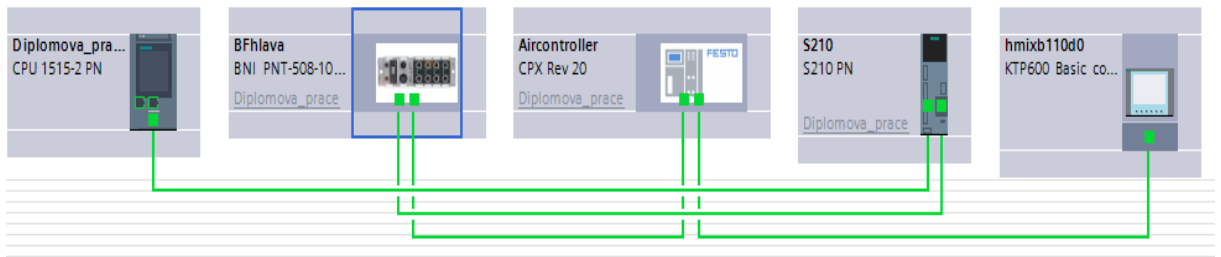 Diplomova_pra...
CPU 1515-2 PN
BFhlava
BNI PNT-508-10...
Diplomova_prace
Aircontroller
CPX Rev 20
Diplomova_prace
FESTO
S210
S210 PN
Diplomova_prace
hmixb110d0
KTP600 Basic co...